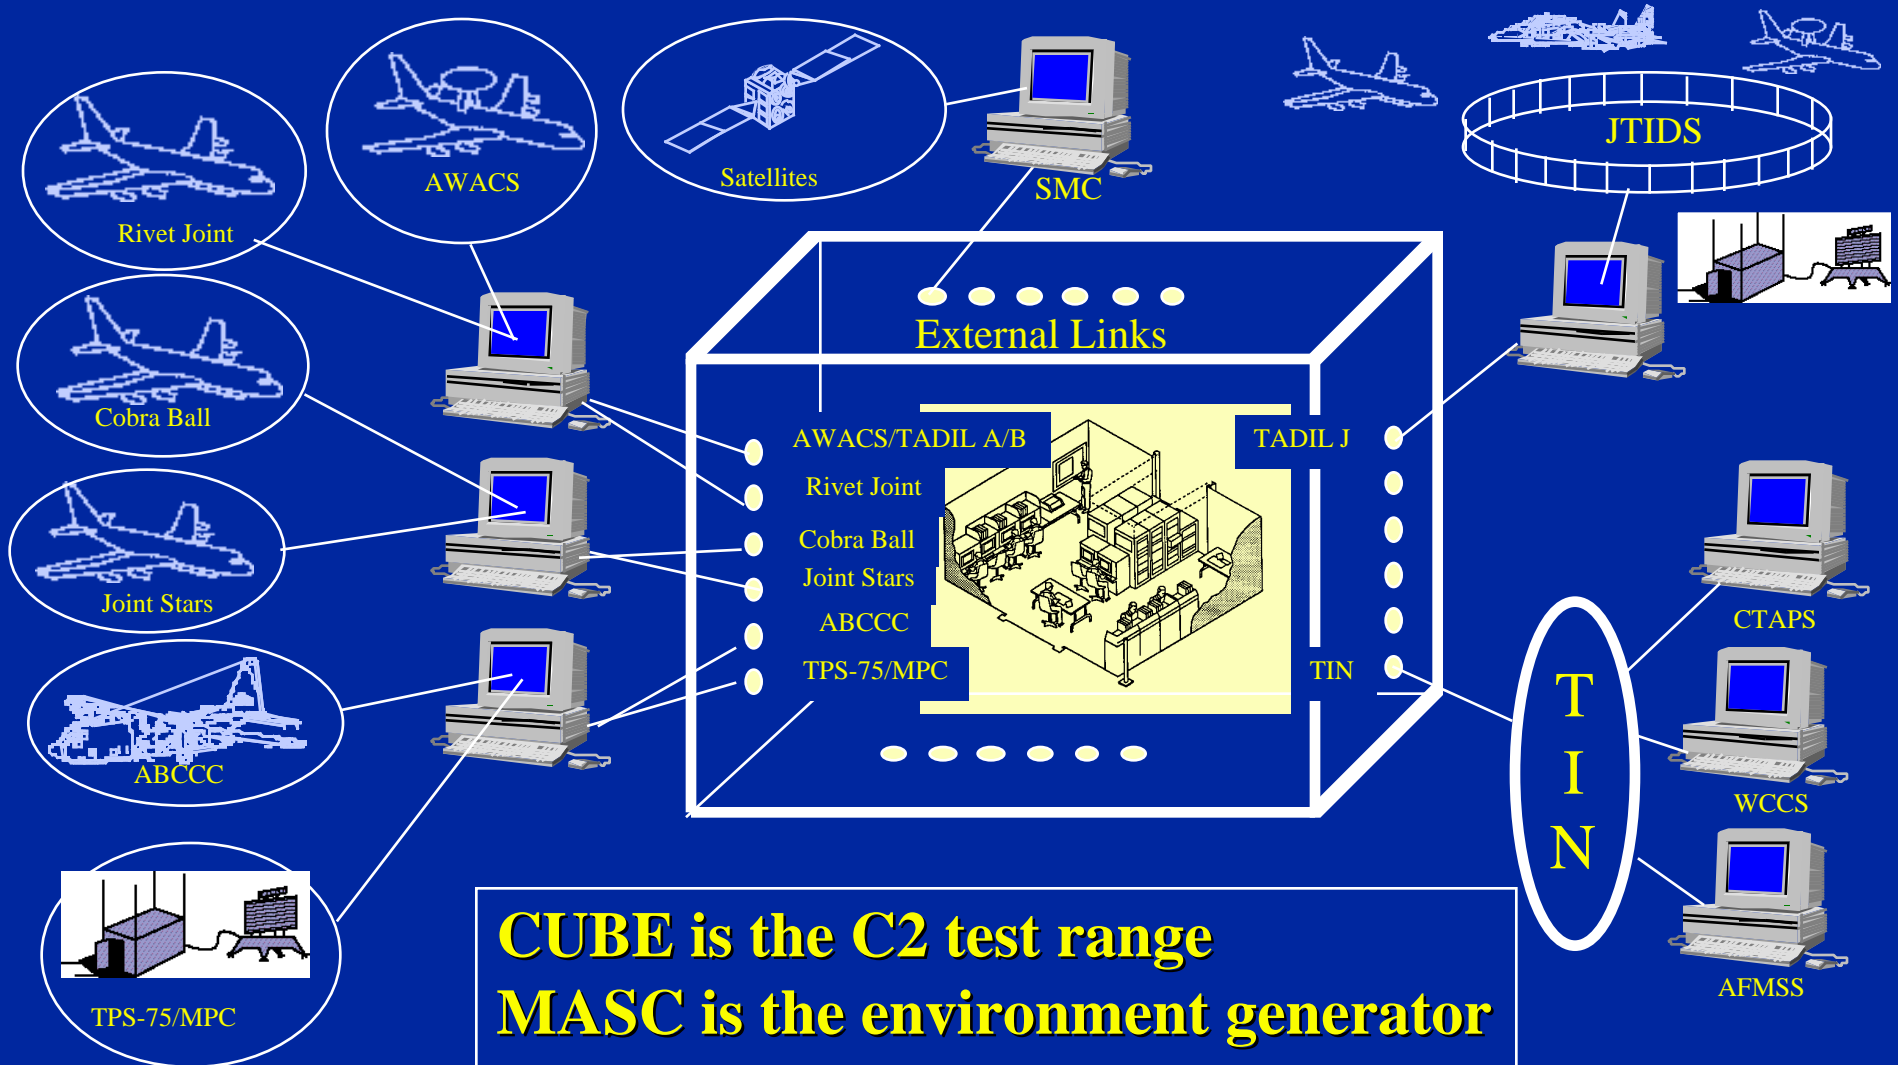 AWACS
Satellites
SMC
JTIDS
Rivet Joint
External Links
Cobra Ball
AWACS/TADIL A/B
TADIL J
Rivet Joint
Cobra Ball
Joint Stars
Joint Stars
ABCCC
TPS-75/MPC
TIN
CTAPS
T
I
N
ABCCC
WCCS
AFMSS
TPS-75/MPC
CUBE is the C2 test range
MASC is the environment generator